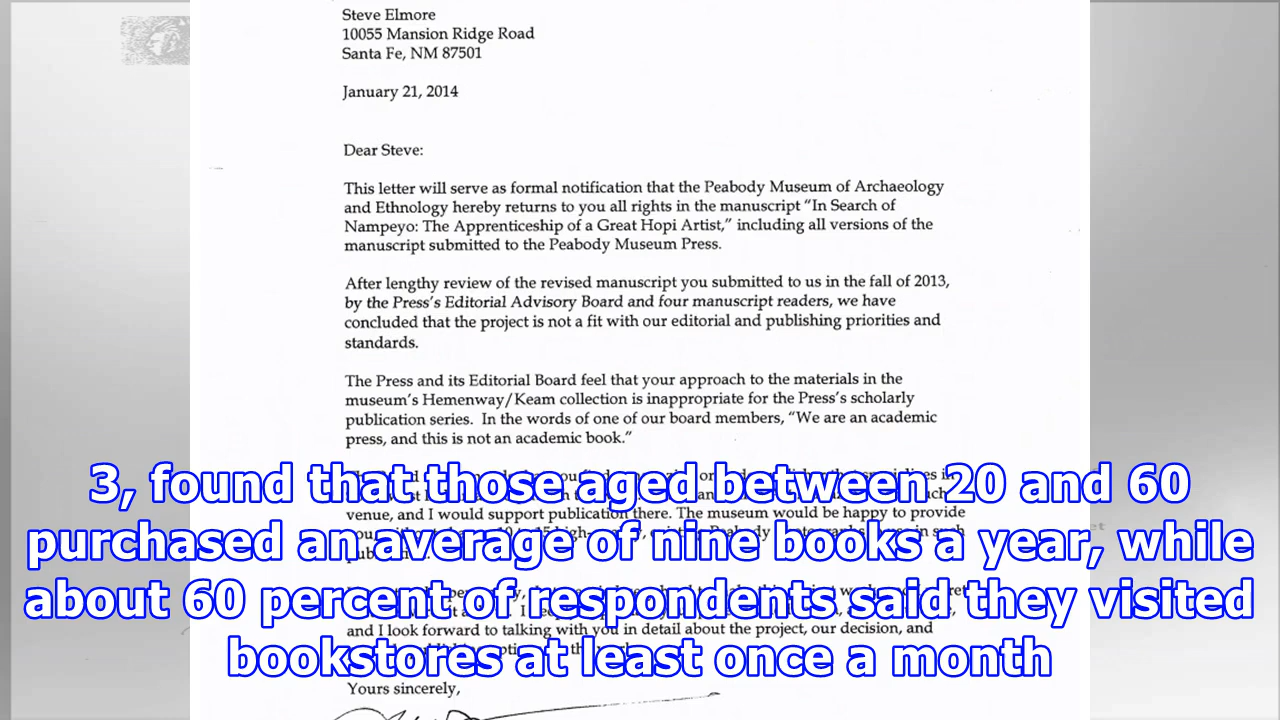 Steve Elmore
10055 Mansion Ridge Road
Santa Fe, NM 87501
January 21, 2014
Dear Steve:
This letter will serve as formal notification that the Peabody Museum of Archaeology
and Ethnology hereby returns to you all rights in the manuscript “In Search of
Nampeyo: The Apprenticeship of a Great Hopi Artist,” including all versions of the
manuscript submitted to the Peabody Museum Press.
After lengthy review of the revised manuscript you submitted to us in the fall of 2013,
by the Press’s Editorial Advisory Board and four manuscript readers, we have
concluded that the project is not a fit with our editorial and publishing priorities and
standards.
The Press and its Editorial Board feel that your approach to the materials in the
museum’s Hemenway/Keam collection is inappropriate for the Press’s scholarly
publication series. In the words of one of our board members, “We are an academic
press, and this is not an academic book.”
venue, and I would support publication there. The museum would be happy to provide
and I look forward to talking with you in detail about the project, our decision, and
Yours sincerely,
3, found that those aged between 20 and 60
purchased an average of nine books a year, while
about 60 percent of respondents said they visited
bookstores at least once a month